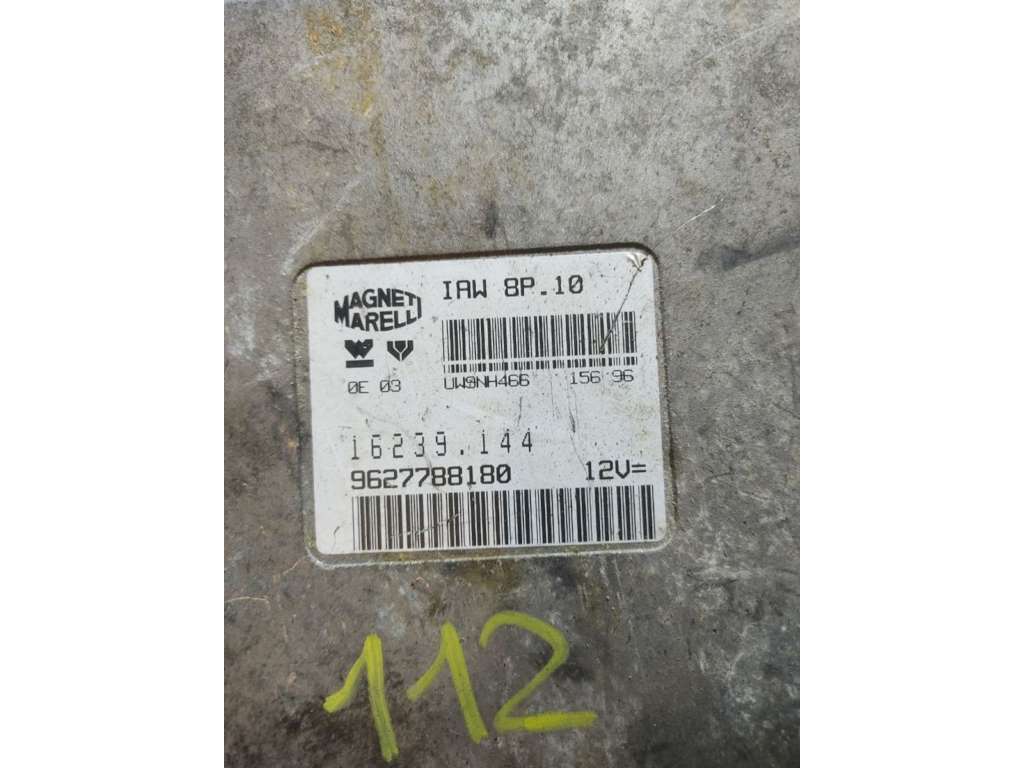 MAGNETI
MARELLI
IAW 8P.10
0E 03
UW9NH466 156 96
16239.144
9627788180 12V=
112